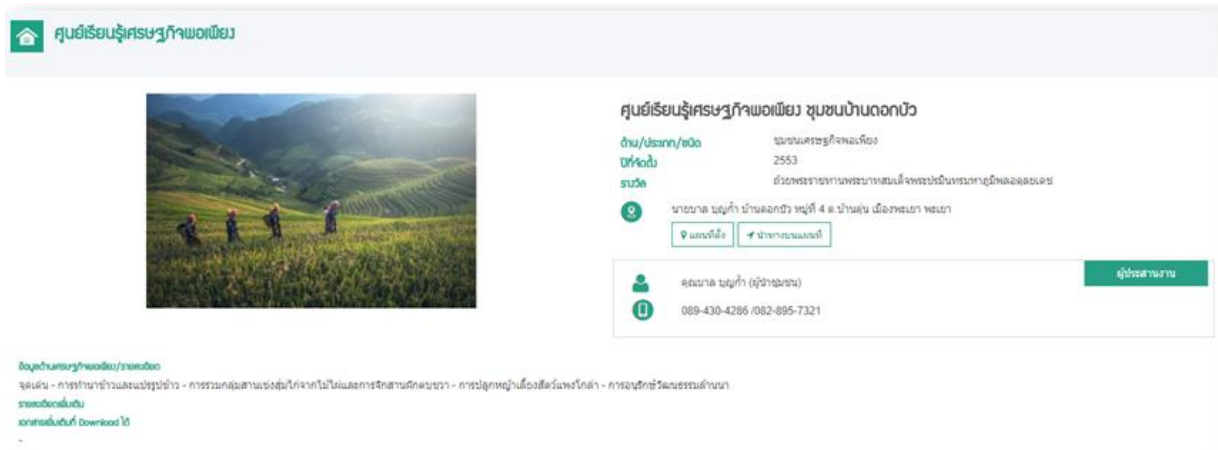 ศูนย์เรียนรู้เศรษฐกิจพอเพียง
ศูนย์เรียนรู้เศรษฐกิจพอเพียง ชุมชนบ้านดอกบัว
ด้าน/ประเภท/ชนิด ชุมชนเศรษฐกิจพอเพียง
ปีที่จัดตั้ง 2553
รางวัล ถ้วยพระราชทานพระบาทสมเด็จพระปรมินทรมหาภูมิพลอดุลยเดช
นายบาล บุญก้ำ บ้านดอกบัว หมู่ที่ 4 ต.บ้านตุ่น เมืองพะเยา พะเยา
แผนที่ตั้ง นำทางบนแผนที่
ผู้ประสานงาน
คุณบาล บุญก้ำ (ผู้นำชุมชน)
089-430-4286 /082-895-7321
ข้อมูลด้านเศรษฐกิจพอเพียง/รายละเอียด
จุดเด่น - การทำนาข้าวและแปรรูปข้าว - การรวมกลุ่มสานเข่งสุ่มไก่จากไม้ไผ่และการจักสานผักตบชวา - การปลูกหญ้าเลี้ยงสัตว์แพงโกล่า - การอนุรักษ์วัฒนธรรมล้านนา
รายละเอียดเพิ่มเติม
เอกสารเพิ่มเติมที่ Download ได้
-